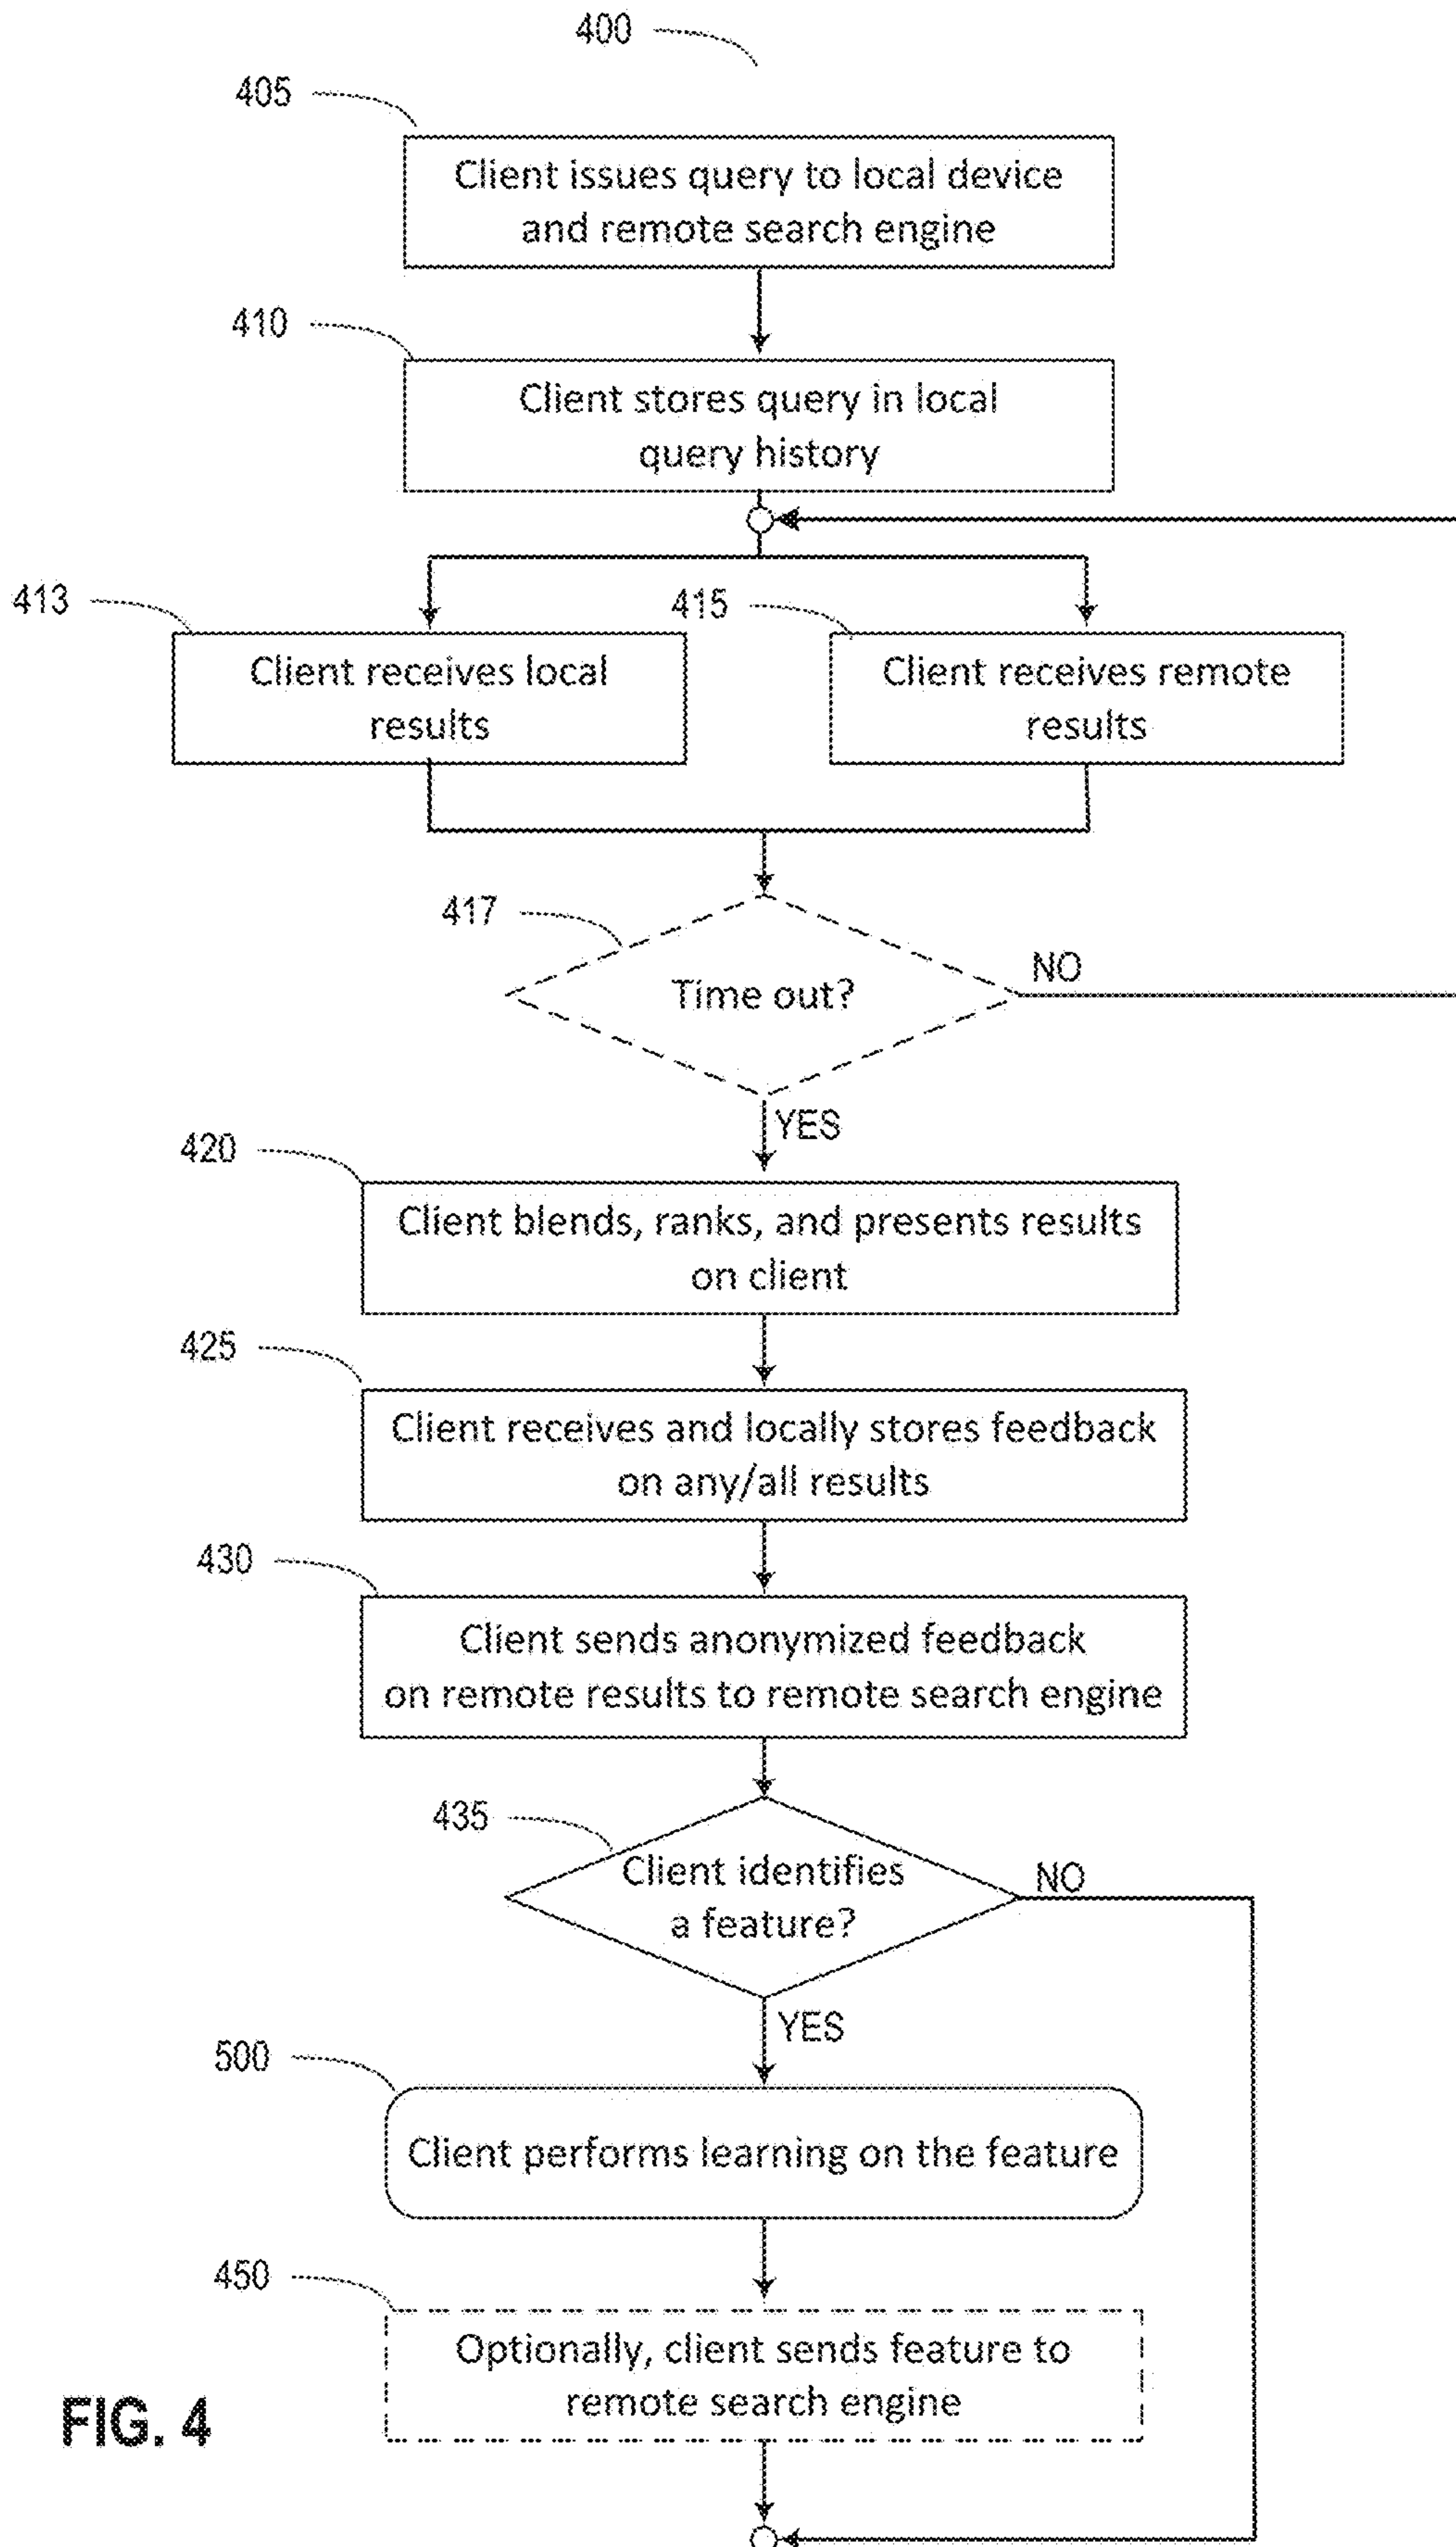 400
405
Client issues query to local device
and remote search engine
410
Client stores query in local
query history
413
Client receives local
results
415
Client receives remote
results
417
Time out?
NO
YES
420
Client blends, ranks, and presents results
on client
425
Client receives and locally stores feedback
on any/all results
430
Client sends anonymized feedback
on remote results to remote search engine
435
Client identifies
a feature?
NO
YES
500
Client performs learning on the feature
450
Optionally, client sends feature to
remote search engine
FIG. 4